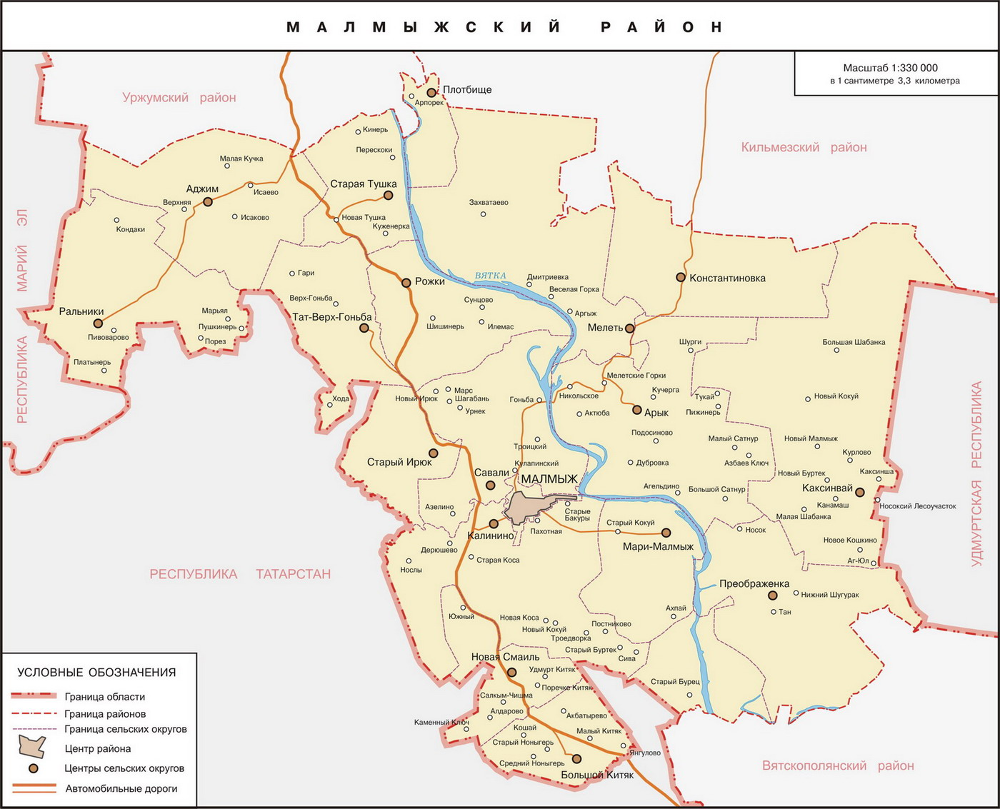 МАЛМЫЖСКИЙ РАЙОН
Масштаб 1:330 000
в 1 сантиметре 3,3 километра
Уржумский район
Кильмезский район
Плотбище
Арпорек
Кинерь
Перескоки
Малая Кучка
Старая Тушка
Аджим
Исаево
Верхняя
Исаково
Новая Тушка
Куженерка
Захватаево
Кондаки
РЕСПУБЛИКА МАРИЙ ЭЛ
Гари
Рожки
ВЯТКА
Дмитриевка
Веселая Горка
Константиновка
Верх-Гоньба
Тат-Верх-Гоньба
Сунцово
Аргыж
Ральники
Пивоварово
Марьял
Пушкинерь
Порез
Шишинерь
Илемас
Мелеть
Платынерь
Шурги
Большая Шабанка
Мелетские Горки
Хода
Новый Ирюк
Марс
Шагабань
Урнек
Гоньба
Никольское
Кучерга
Тукай
Новый Кокуй
Актюба
Арык
Пижинерь
Троицкий
Подосиново
Малый Сатнур
Новый Малмыж
Старый Ирюк
Кулапинский
Дубровка
Азбаев Ключ
Курлово
Савали
МАЛМЫЖ
Новый Буртек
Каксинша
Агельдино
Большой Сатнур
Каксинвай
Азелино
Старые
Бакуры
Канамаш
Носоксий Лесоучасток
Малая Шабанка
Калинино
Пахотная
Старый Кокуй
Носок
Мари-Малмыж
Новое Кошкино
Дерюшево
Старая Коса
Аг-Юл
Нослы
РЕСПУБЛИКА ТАТАРСТАН
УДМУРТСКАЯ РЕСПУБЛИКА
Преображенка
Нижний Шугурак
Тан
Южный
Новая Коса
Ахпай
Новый Кокуй
Постниково
Троедворка
Старый Буртек
Сива
Новая Смаиль
Удмурт Китяк
Поречке Китяк
Старый Бурец
Салкым-Чишма
Алдарово
Акбатырево
Каменный Ключ
Кошай
Малый Китяк
Старый Ноныгерь
Янгулово
Средний Ноныгерь
Большой Китяк
Вятскополянский район
УСЛОВНЫЕ ОБОЗНАЧЕНИЯ
Граница области
Граница районов
Граница сельских округов
Центр района
Центры сельских округов
Автомобильные дороги